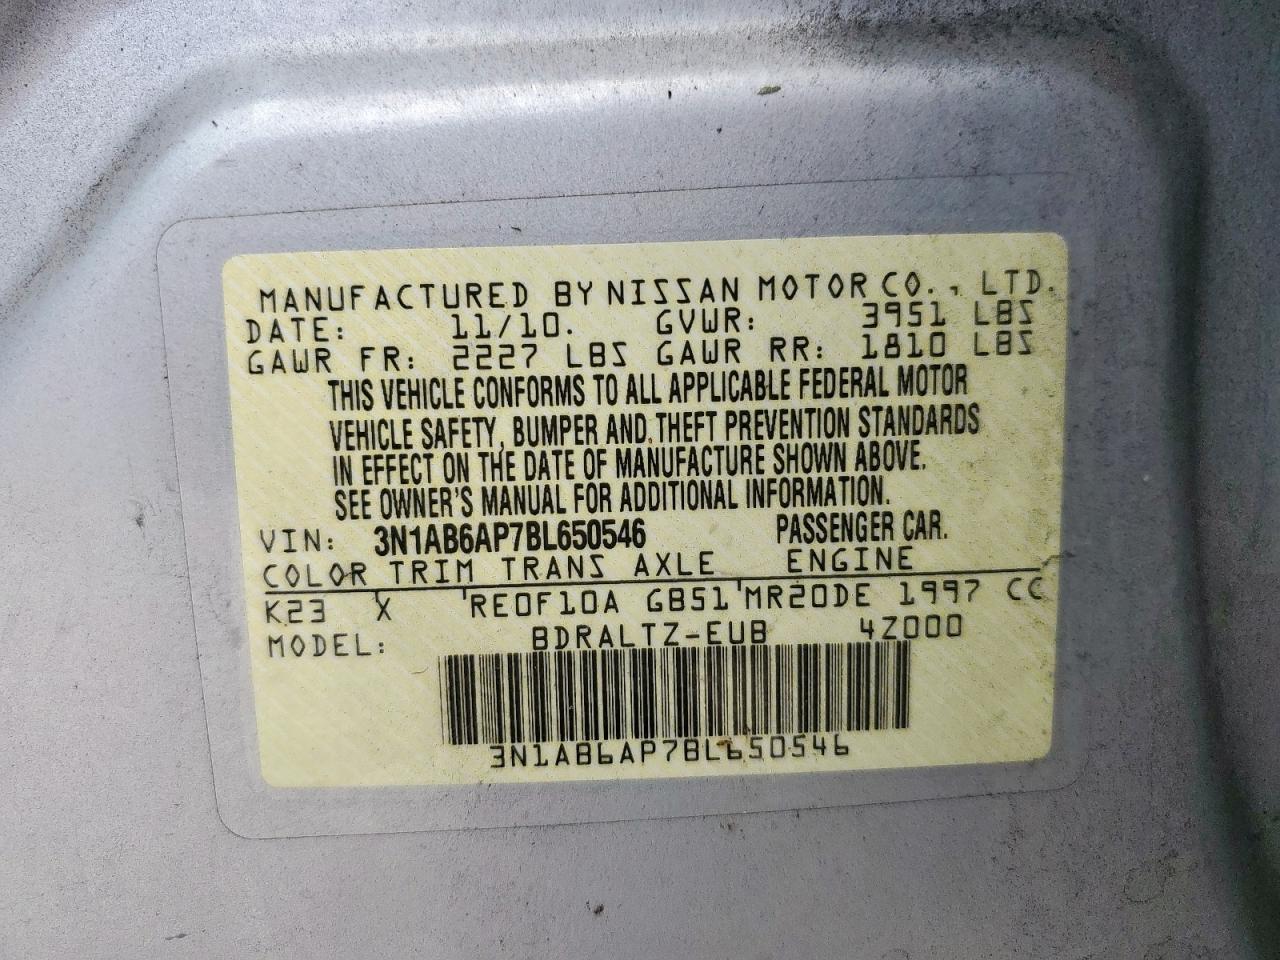 MANUFACTURED BY NISSAN MOTOR CO., LTD.
DATE: 11/10. GVWR: 3951 LBS
GAWR FR: 2227 LBS GAWR RR: 1810 LBS
THIS VEHICLE CONFORMS TO ALL APPLICABLE FEDERAL MOTOR
VEHICLE SAFETY, BUMPER AND THEFT PREVENTION STANDARDS
IN EFFECT ON THE DATE OF MANUFACTURE SHOWN ABOVE.
SEE OWNER'S MANUAL FOR ADDITIONAL INFORMATION.
VIN: 3N1AB6AP7BL650546 PASSENGER CAR.
COLOR TRIM TRANS AXLE ENGINE
K23 X RE0F10A GB51 MR20DE 1997 CC
MODEL: BDRALTZ-EUB 4Z000
3N1AB6AP7BL650546